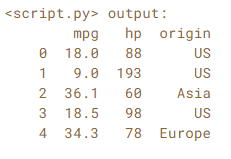 <script.py> output:
mpg hp origin
0 18.0 88 US
1 9.0 193 US
2 36.1 60 Asia
3 18.5 98 US
4 34.3 78 Europe